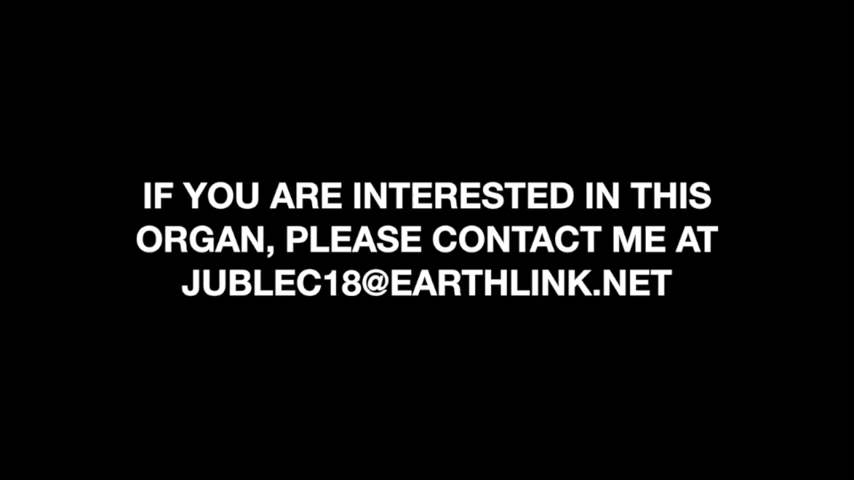 IF YOU ARE INTERESTED IN THIS
ORGAN, PLEASE CONTACT ME AT
JUBLEC18@EARTHLINK.NET